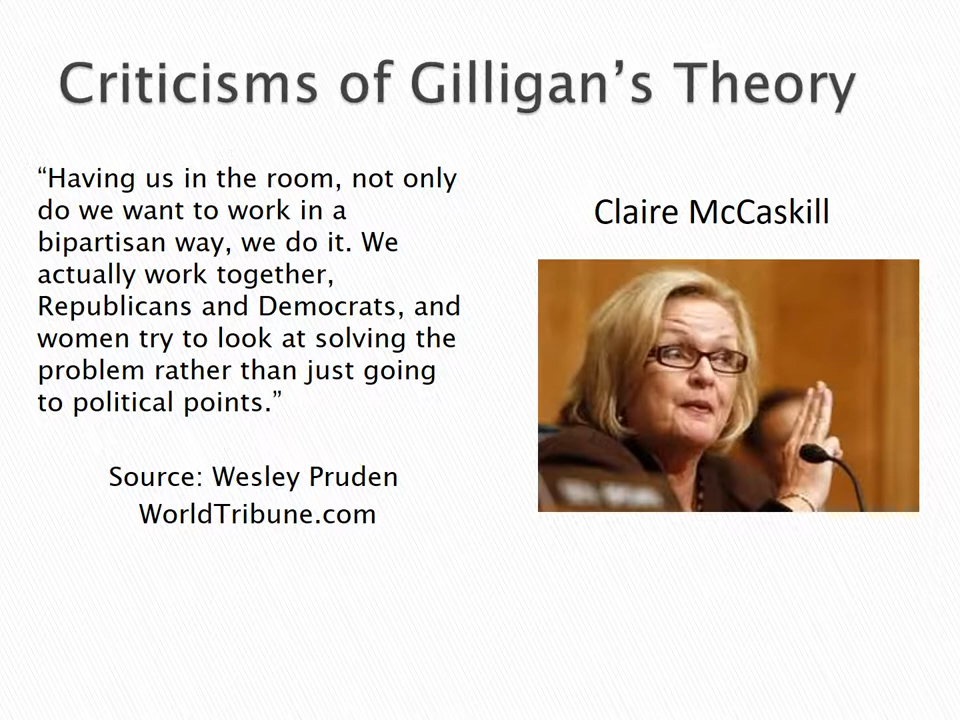 Criticisms of Gilligan’s Theory
“Having us in the room, not only
do we want to work in a
bipartisan way, we do it. We
actually work together,
Republicans and Democrats, and
women try to look at solving the
problem rather than just going
to political points.”
Source: Wesley Pruden
WorldTribune.com
Claire McCaskill